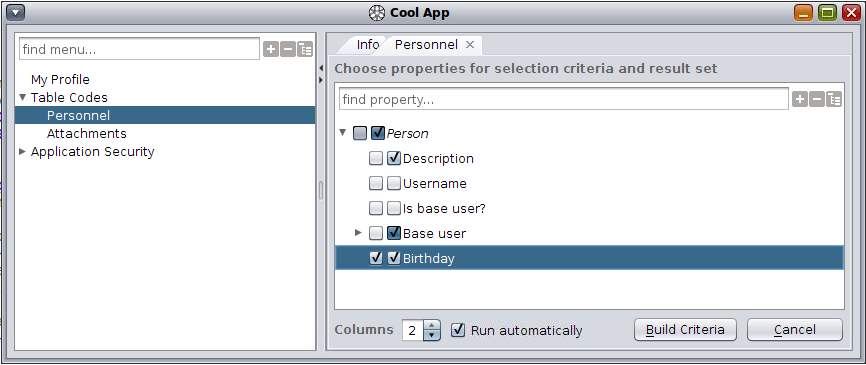 Cool App
find menu...
My Profile
Table Codes
Personnel
Attachments
Application Security
Info
Personnel
Choose properties for selection criteria and result set
find property...
Person
Description
Username
Is base user?
Base user
Birthday
Columns 2 Run automatically Build Criteria Cancel